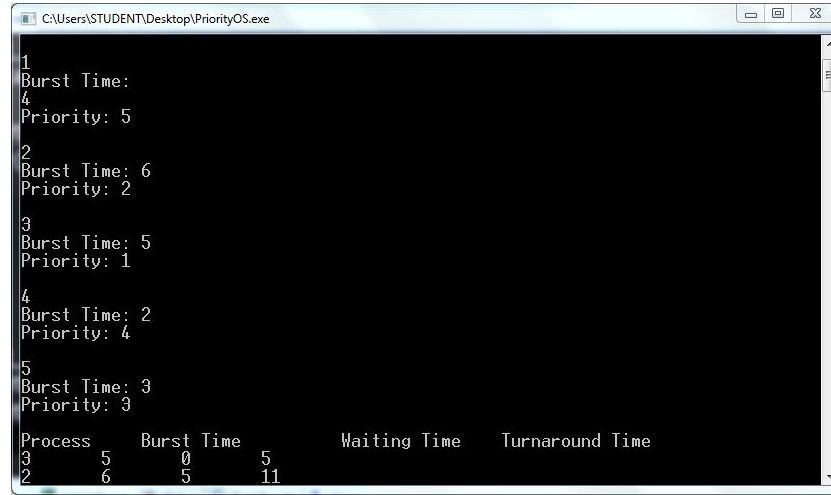 C:\Users\STUDENT\Desktop\PriorityOS.exe
1
Burst Time:
4
Priority: 5
2
Burst Time: 6
Priority: 2
3
Burst Time: 5
Priority: 1
4
Burst Time: 2
Priority: 4
5
Burst Time: 3
Priority: 3
Process Burst Time Waiting Time Turnaround Time
3 5 0 5
2 6 5 11